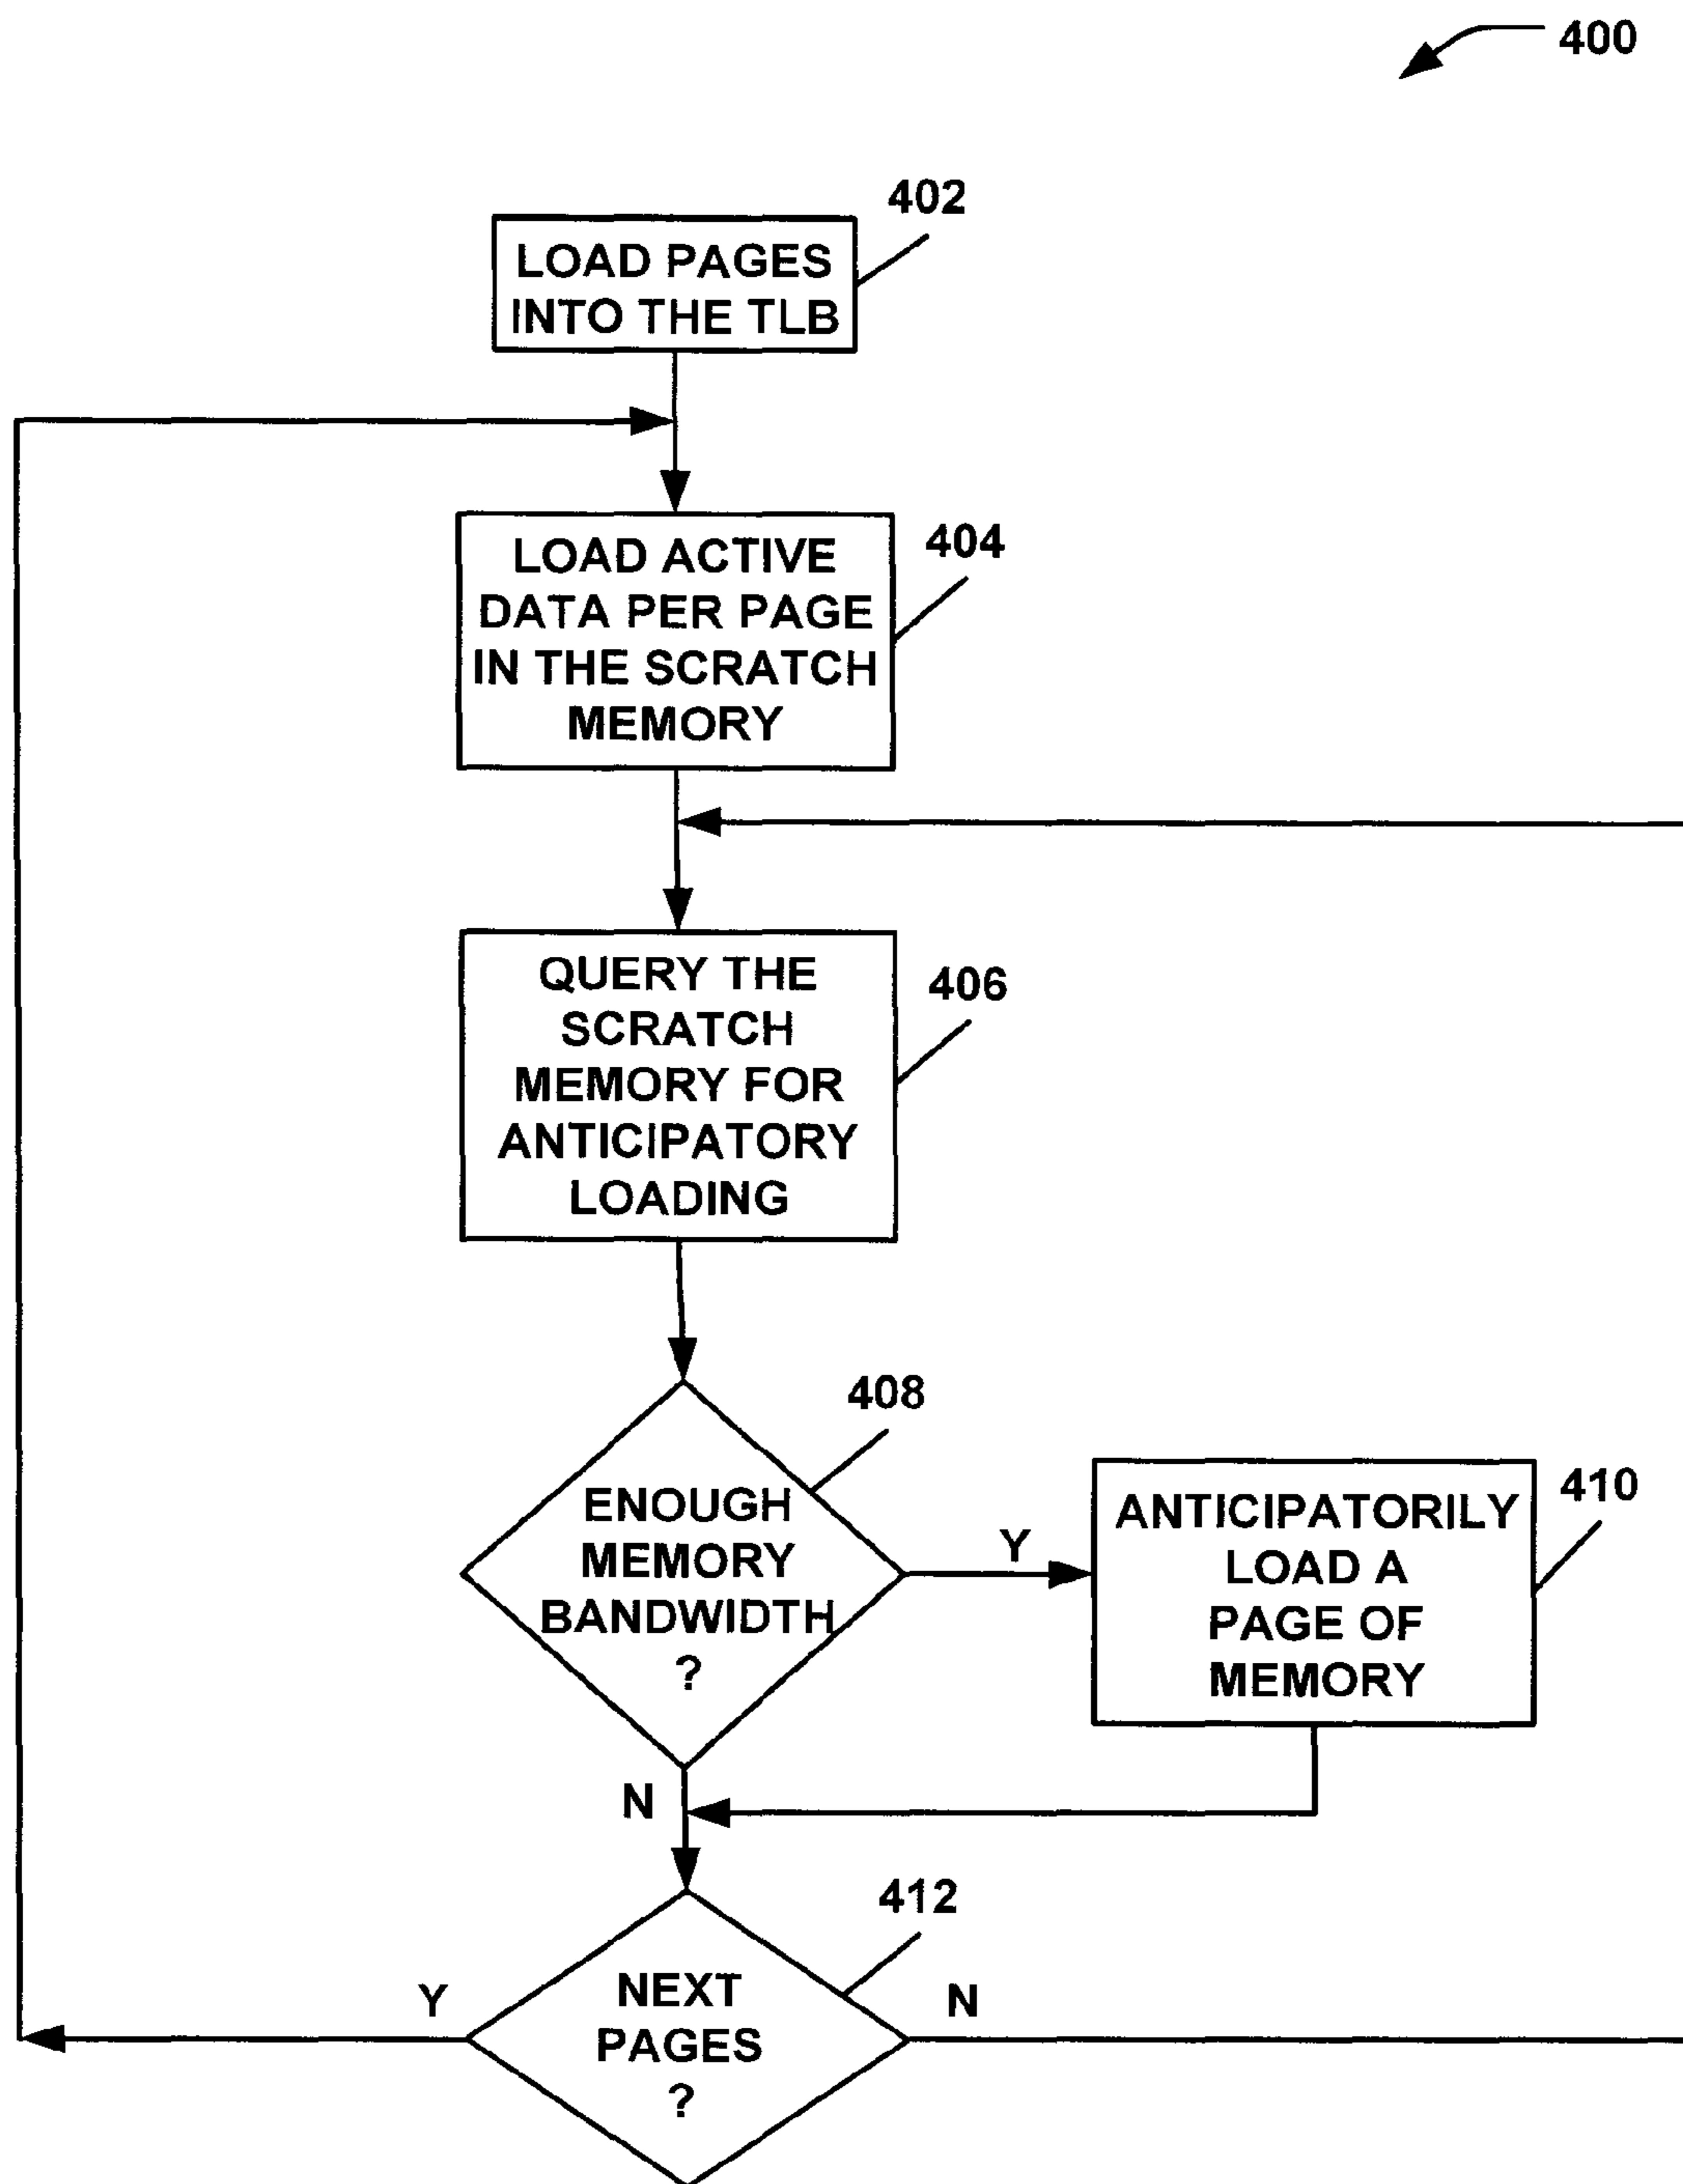 400
402
LOAD PAGES
INTO THE TLB
404
LOAD ACTIVE
DATA PER PAGE
IN THE SCRATCH
MEMORY
406
QUERY THE
SCRATCH
MEMORY FOR
ANTICIPATORY
LOADING
408
ENOUGH
MEMORY
BANDWIDTH
?
Y
410
ANTICIPATORILY
LOAD A
PAGE OF
MEMORY
N
412
NEXT
PAGES
?
Y
N